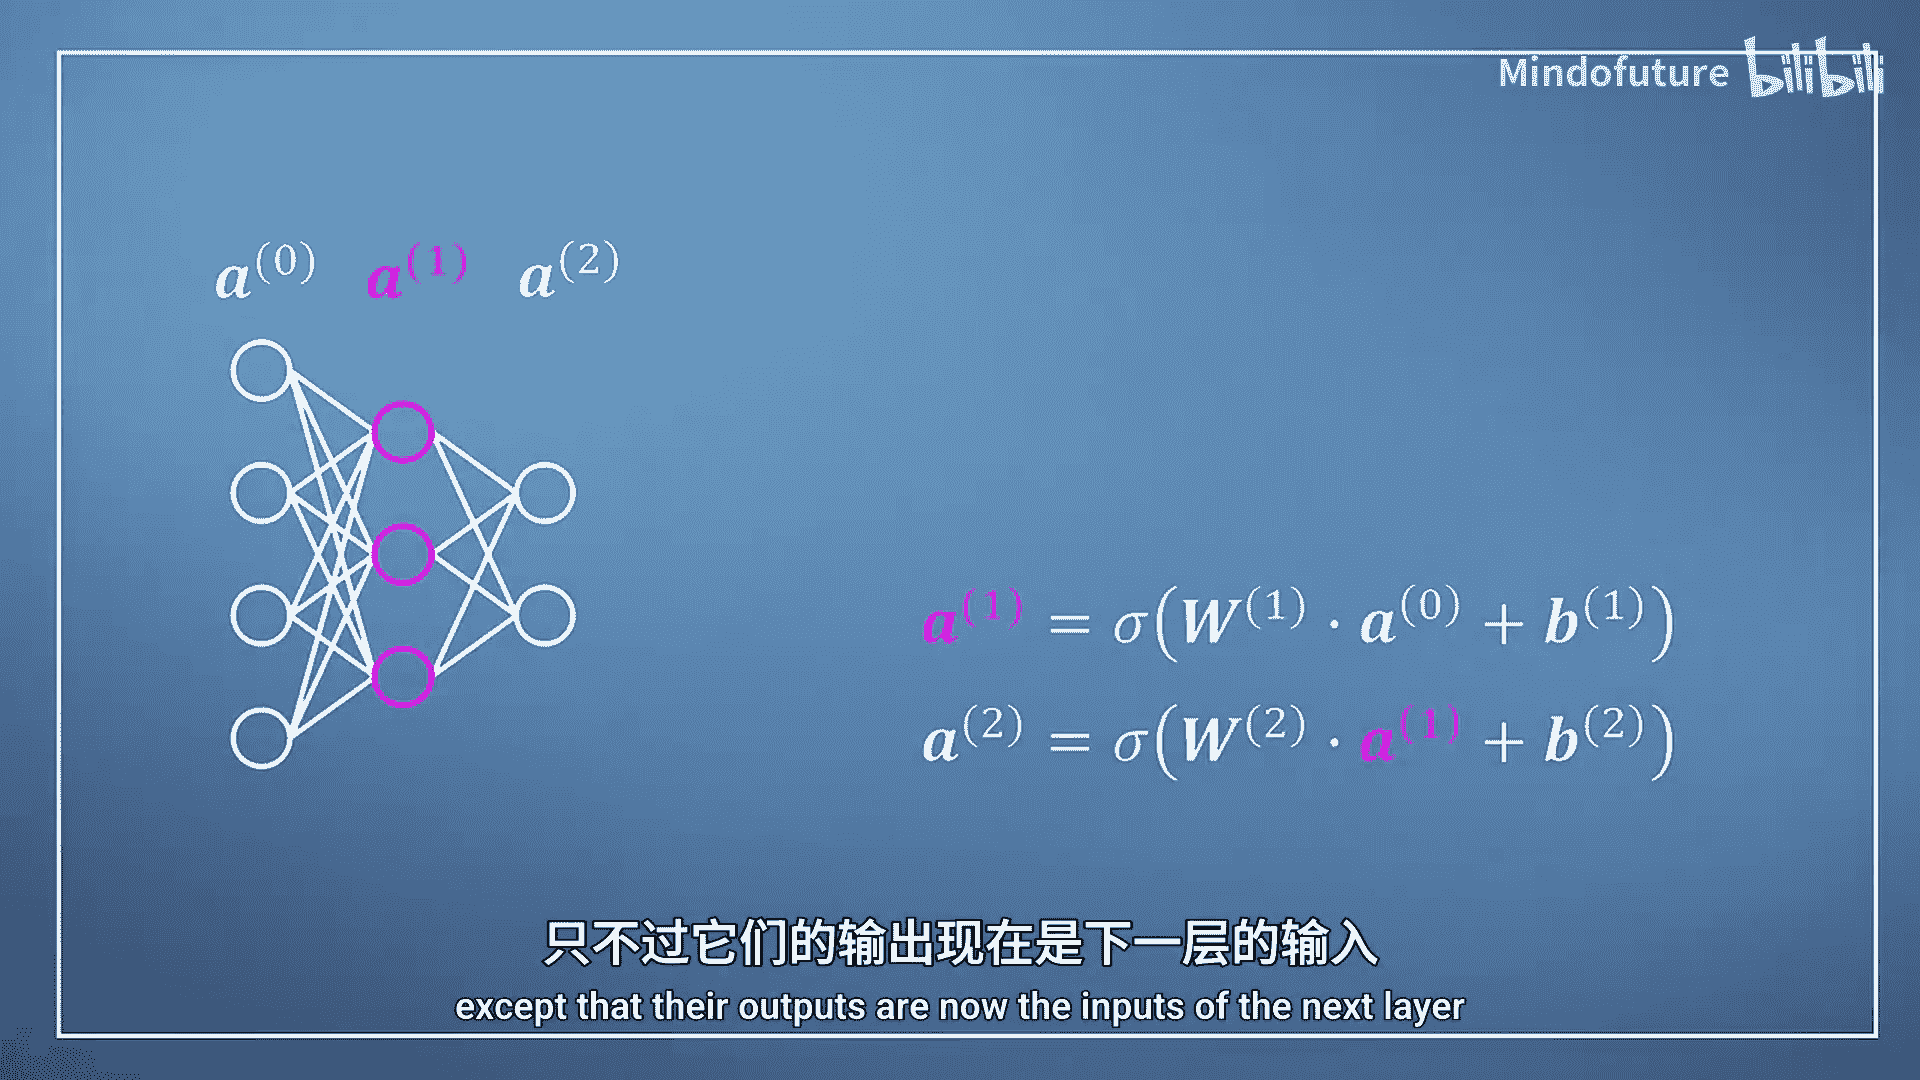 Mindofuture bilibili
a^(0) a^(1) a^(2)
a^(1) = σ(W^(1) · a^(0) + b^(1))
a^(2) = σ(W^(2) · a^(1) + b^(2))
只不过它们的输出现在是下一层的输入
except that their outputs are now the inputs of the next layer